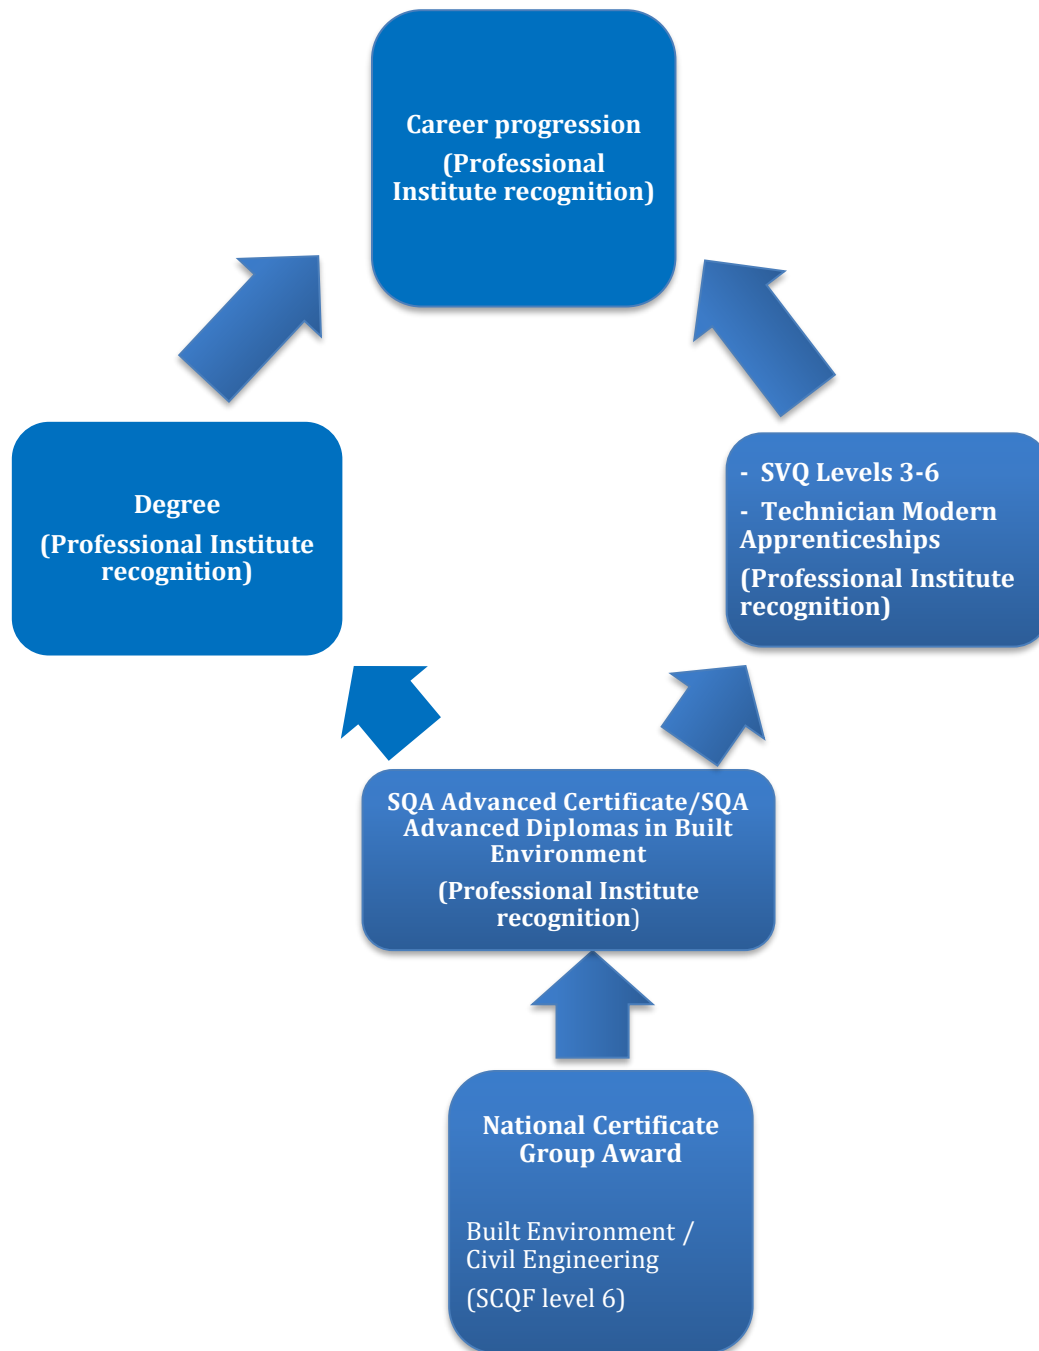 Career progression
(Professional
Institute recognition)
Degree
(Professional Institute
recognition)
- SVQ Levels 3-6
- Technician Modern
Apprenticeships
(Professional Institute
recognition)
SQA Advanced Certificate/SQA
Advanced Diplomas in Built
Environment
(Professional Institute
recognition)
National Certificate
Group Award
Built Environment /
Civil Engineering
(SCQF level 6)